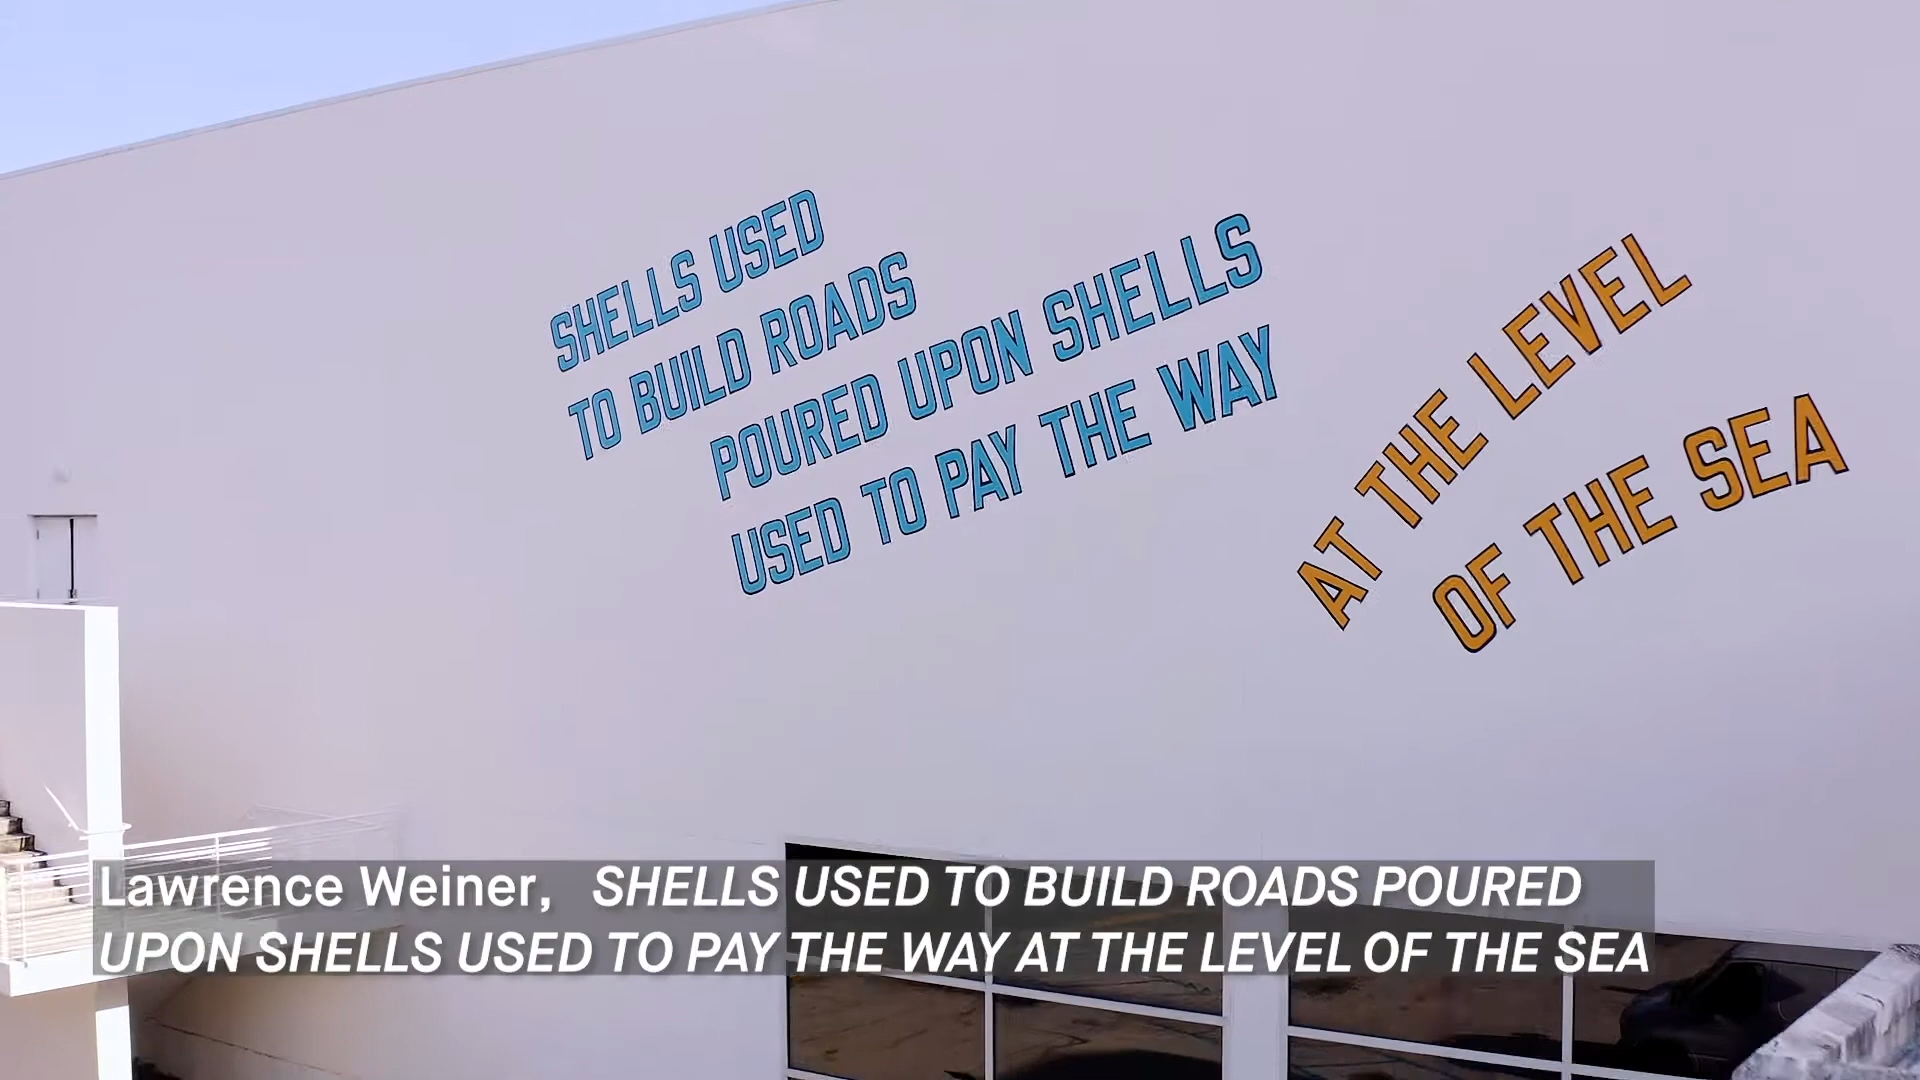 SHELLS USED
TO BUILD ROADS
POURED UPON SHELLS
USED TO PAY THE WAY
AT THE LEVEL
OF THE SEA
Lawrence Weiner, SHELLS USED TO BUILD ROADS POURED
UPON SHELLS USED TO PAY THE WAY AT THE LEVEL OF THE SEA